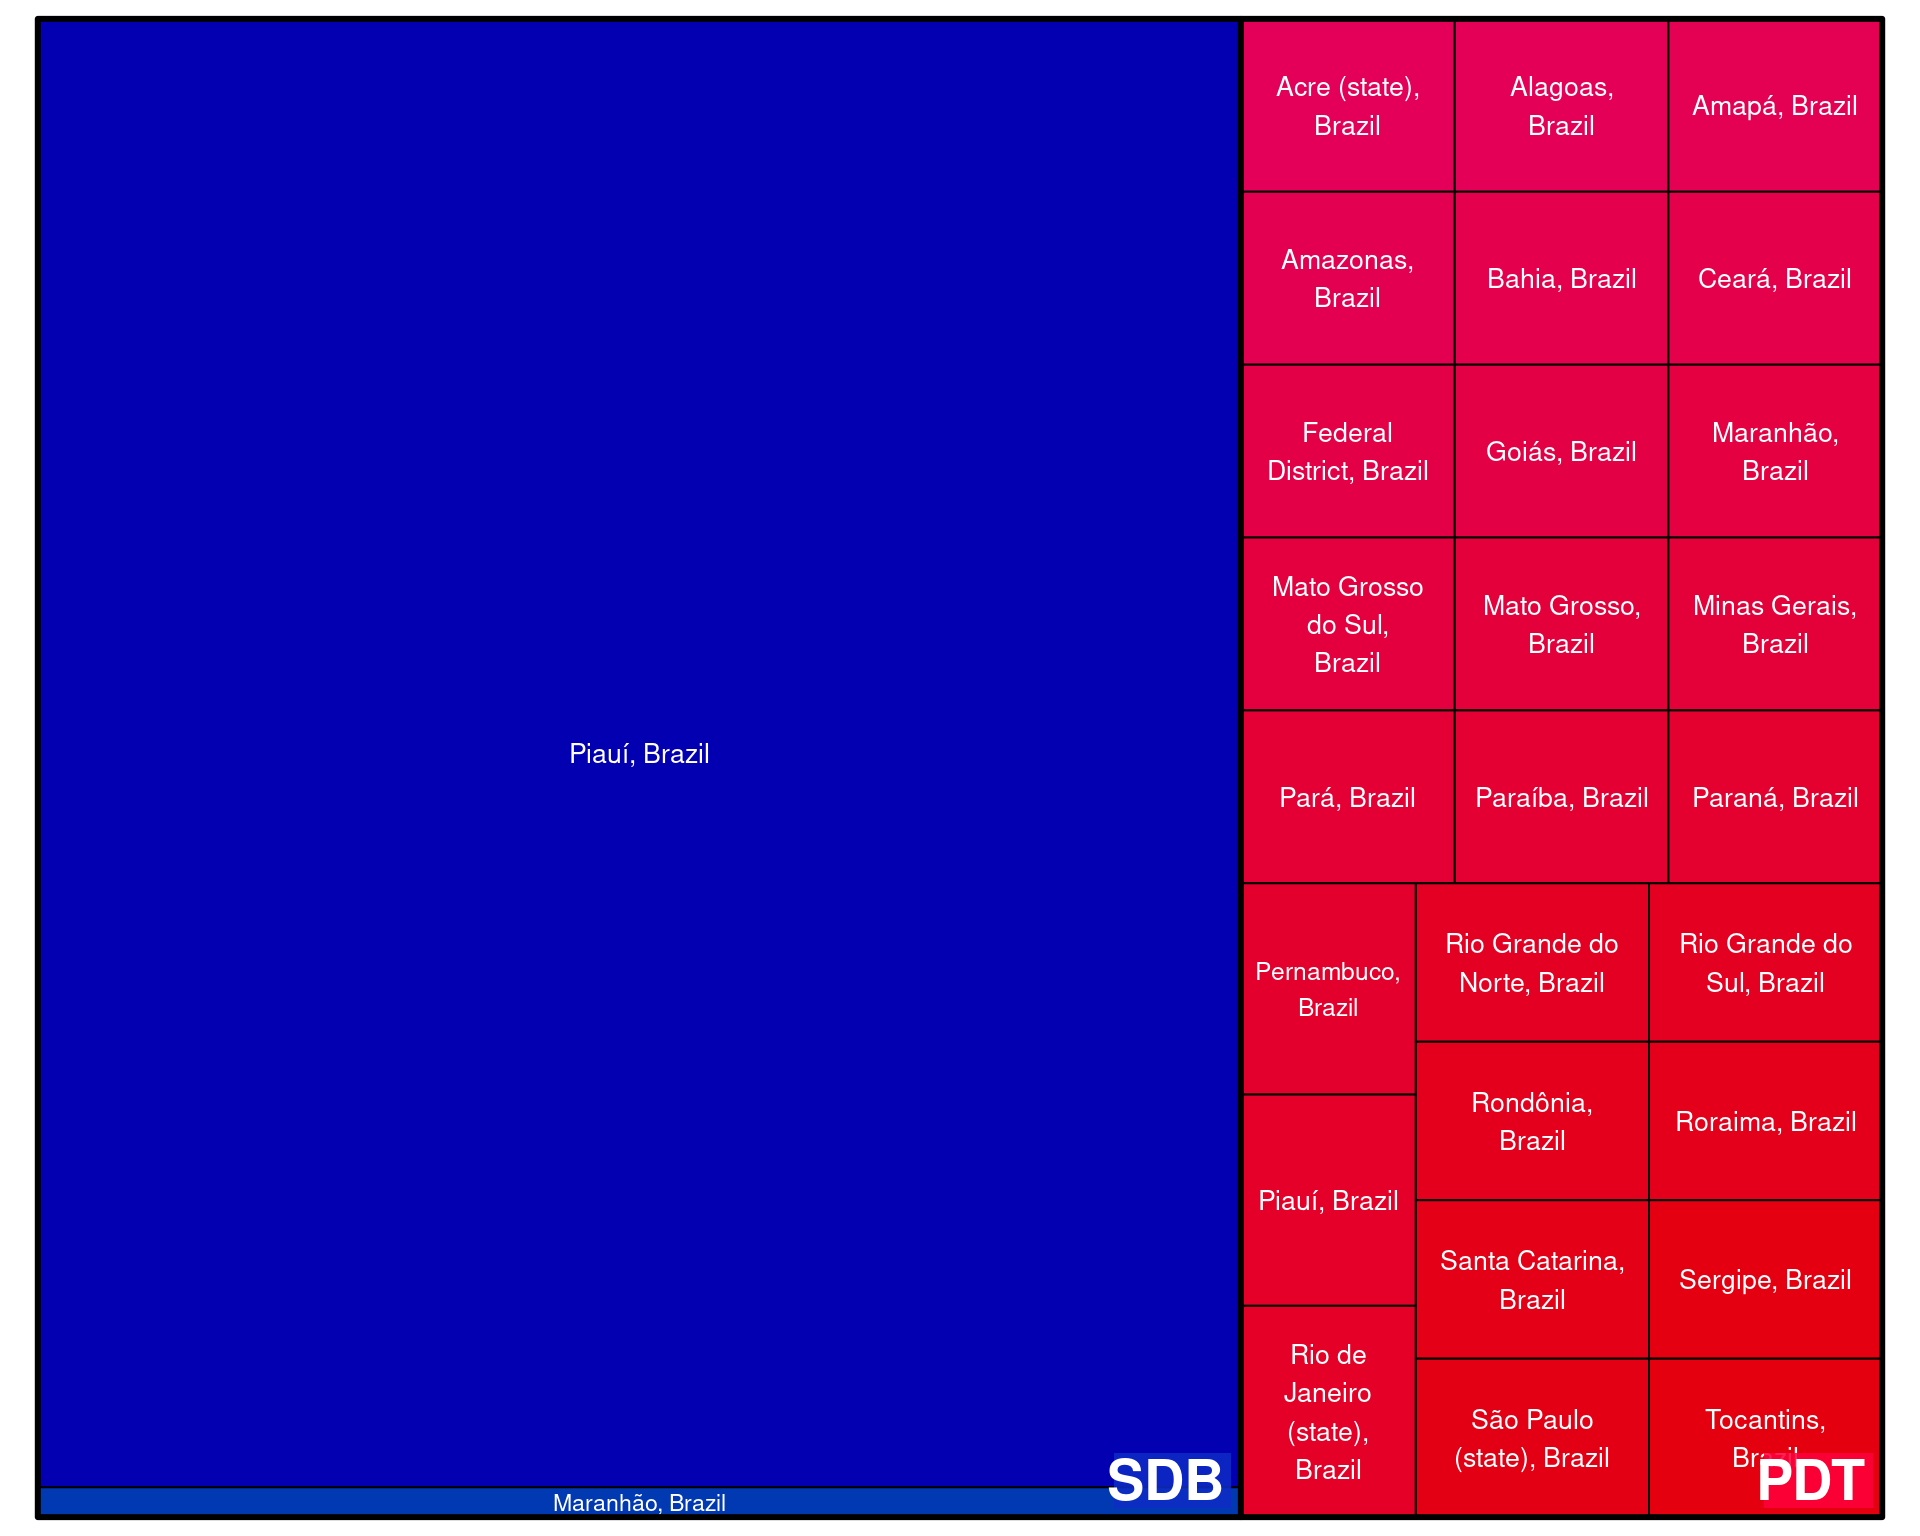 Piauí, Brazil
Maranhão, Brazil
SDB
Acre (state),
Brazil
Alagoas,
Brazil
Amapá, Brazil
Amazonas,
Brazil
Bahia, Brazil
Ceará, Brazil
Federal
District, Brazil
Goiás, Brazil
Maranhão,
Brazil
Mato Grosso
do Sul,
Brazil
Mato Grosso,
Brazil
Minas Gerais,
Brazil
Pará, Brazil
Paraíba, Brazil
Paraná, Brazil
Pernambuco,
Brazil
Piauí, Brazil
Rio de
Janeiro
(state),
Brazil
Rio Grande do
Norte, Brazil
Rio Grande do
Sul, Brazil
Rondônia,
Brazil
Roraima, Brazil
Santa Catarina,
Brazil
Sergipe, Brazil
São Paulo
(state), Brazil
Tocantins,
Brazil
PDT